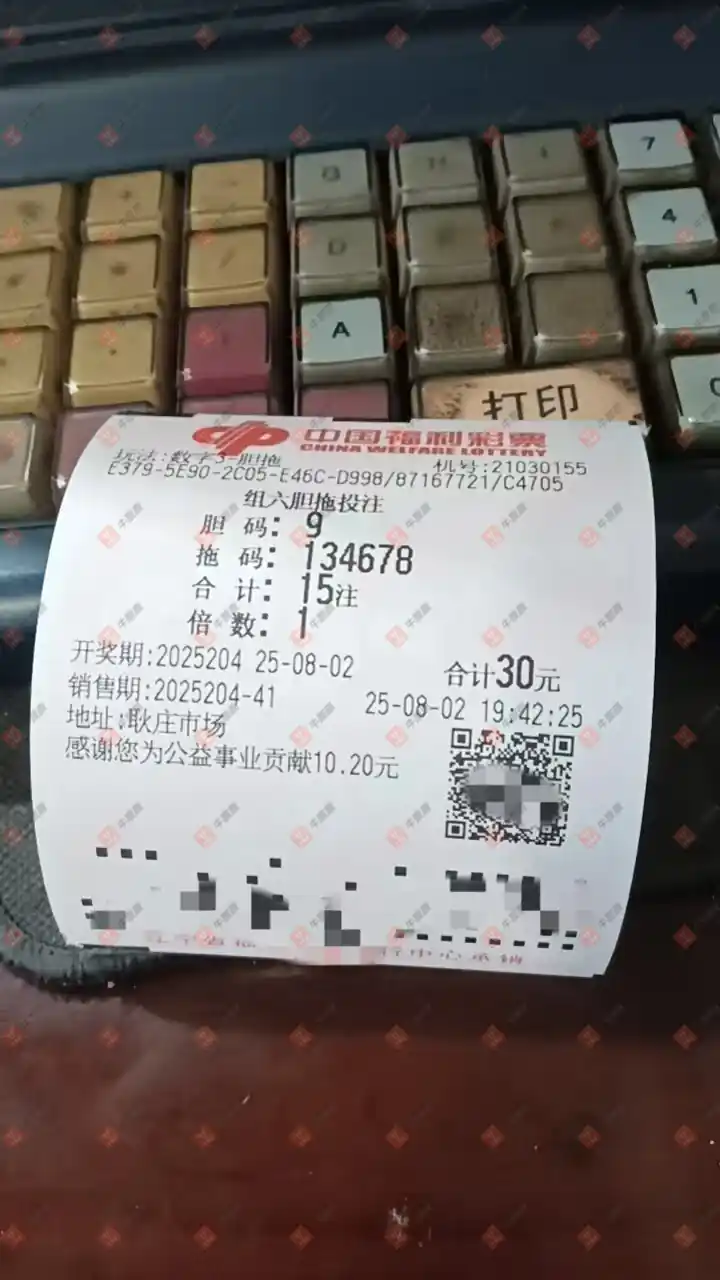 7
4
A
1
打印
中国福利彩票
CHINA WELFARE LOTTERY
玩法:数字3-胆拖 机号:21030155
E379-5E90-2C05-E46C-D998/87167721/C4705
组六胆拖投注
胆 码: 9
拖 码: 134678
合 计: 15注
倍 数: 1
开奖期:2025204 25-08-02 合计30元
销售期:2025204-41 25-08-02 19:42:25
地址:耿庄市场
感谢您为公益事业贡献10.20元